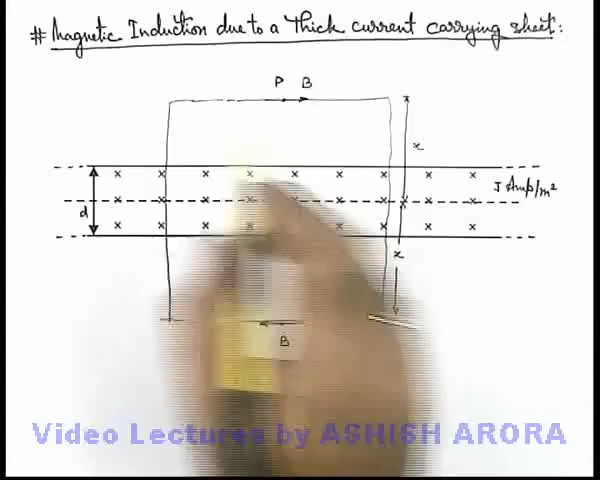 # Magnetic Induction due to a Thick current carrying sheet:
P B
x
x x x x x x x x x
J Amp/m²
x x x x x x x x
d
x x x x x x x x
x
B
Video Lectures by ASHISH ARORA